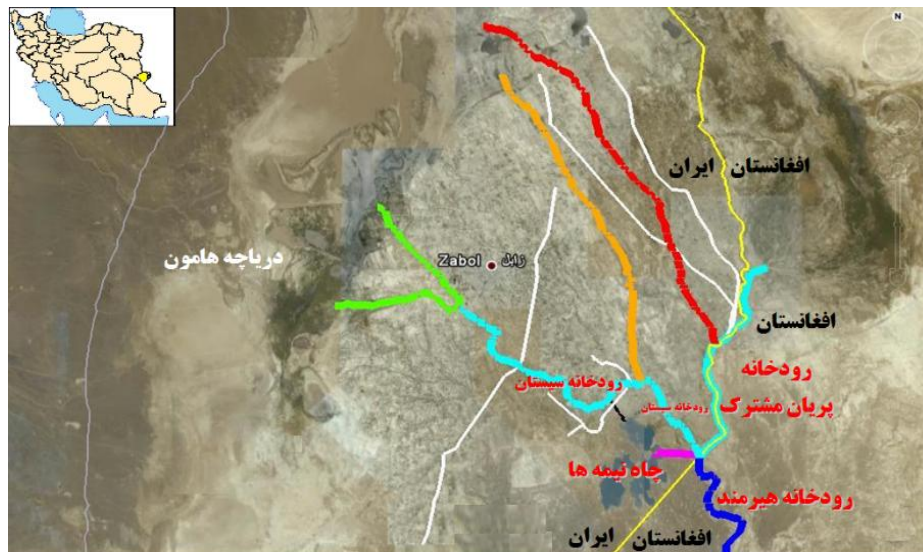 N
افغانستان
ایران
دریاچه هامون
Zabol
زابل
افغانستان
رودخانه
پریان مشترک
رودخانه سیستان
رودخانه سیستان
چاه نیمه ها
رودخانه هیرمند
افغانستان
ایران